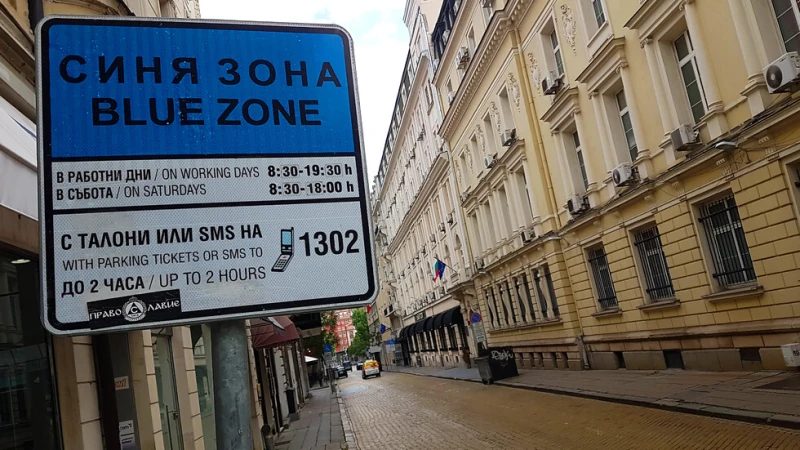 СИНЯ ЗОНА
BLUE ZONE
В РАБОТНИ ДНИ / ON WORKING DAYS 8:30-19:30 h
В СЪБОТА / ON SATURDAYS 8:30-18:00 h
С ТАЛОНИ ИЛИ SMS НА
WITH PARKING TICKETS OR SMS TO
1302
ДО 2 ЧАСА / UP TO 2 HOURS
ПРАВОСЛАВИЕ